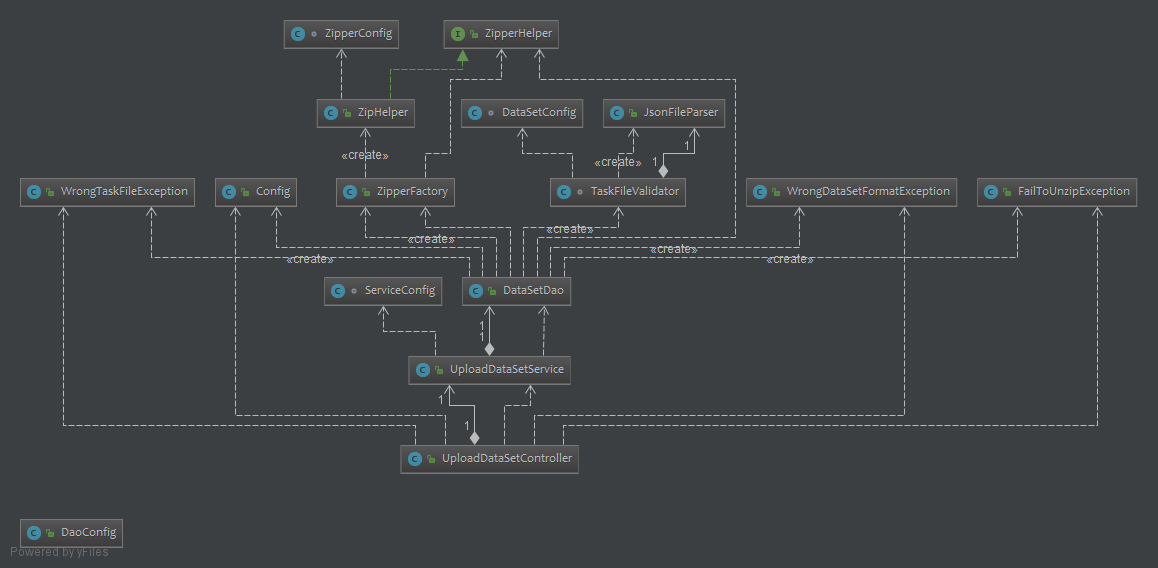 ZipperConfig
ZipperHelper
ZipHelper
DataSetConfig
JsonFileParser
1
«create»
«create»
1
WrongTaskFileException
Config
ZipperFactory
TaskFileValidator
WrongDataSetFormatException
FailToUnzipException
«create»
«create»
«create»
«create»
«create»
ServiceConfig
DataSetDao
1
1
UploadDataSetService
1
1
UploadDataSetController
DaoConfig
Powered by yFiles